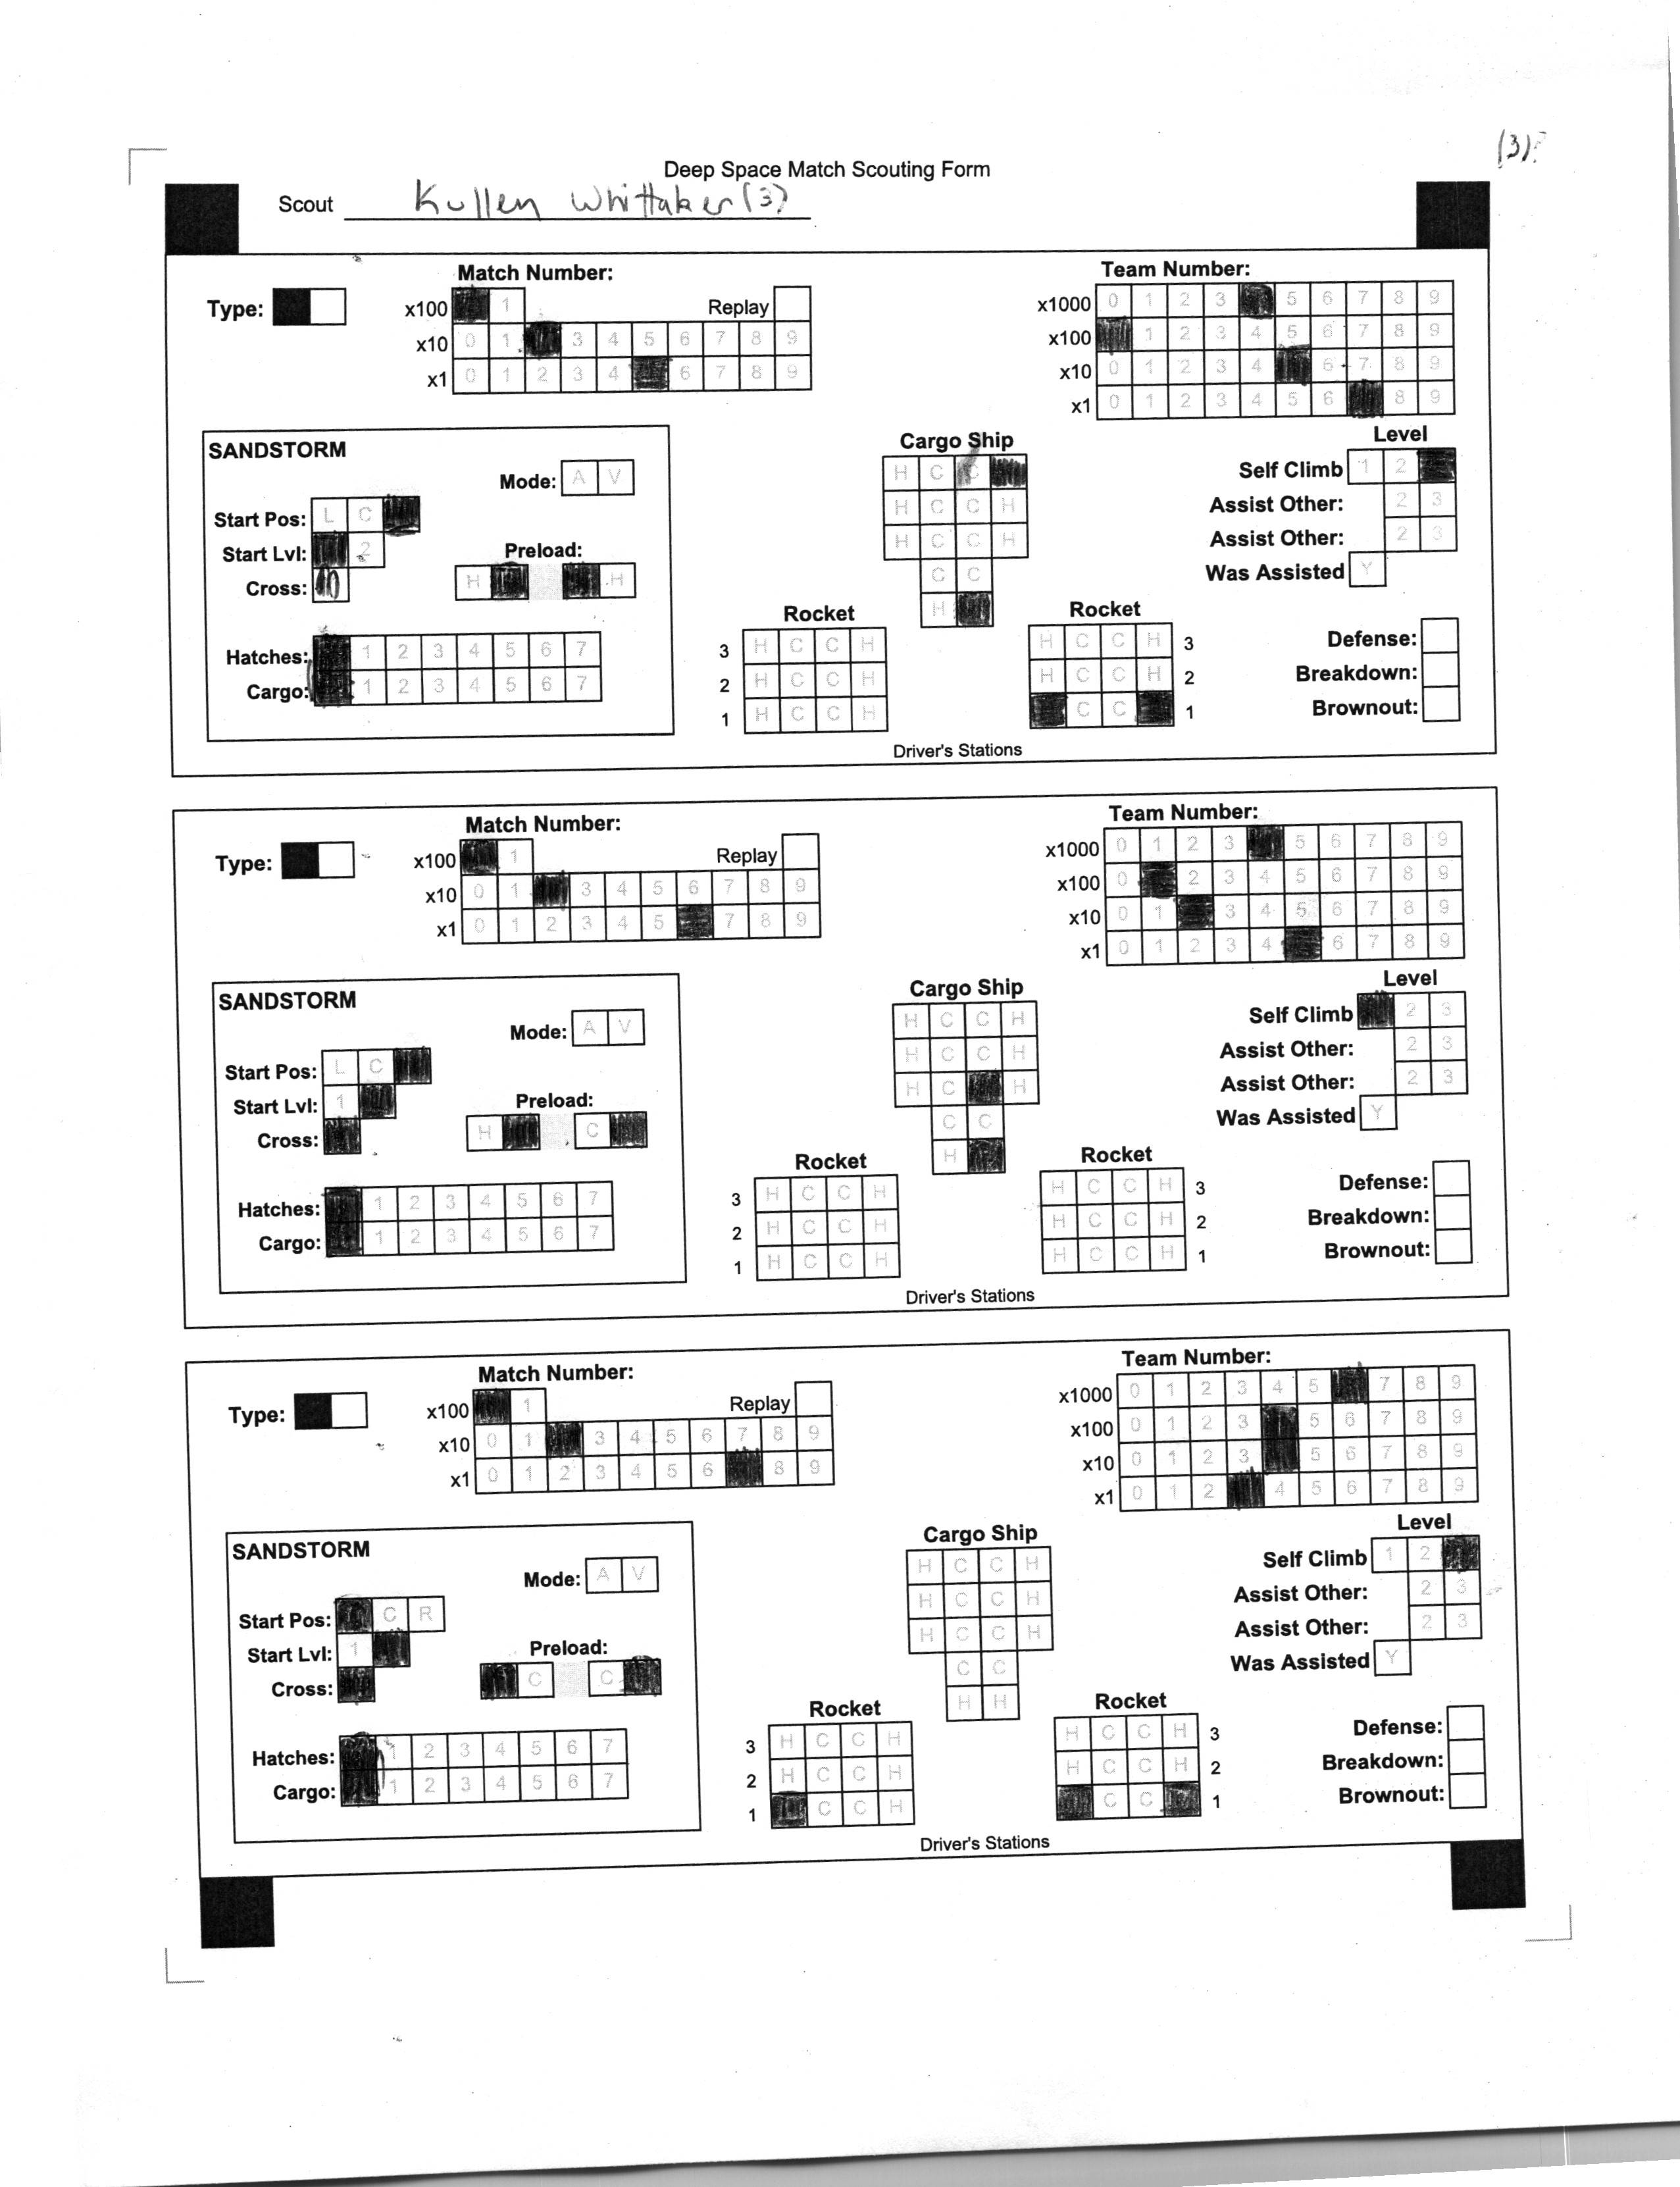 (3)
Deep Space Match Scouting Form
Scout Kullen Whittaker (3)
Match Number: Team Number:
Type: x100 1 Replay x1000 0 1 2 3 5 6 7 8 9
x10 0 1 3 4 5 6 7 8 9 x100 1 2 3 4 5 6 7 8 9
x1 0 1 2 3 4 6 7 8 9 x10 0 1 2 3 4 6 7 8 9
x1 0 1 2 3 4 5 6 8 9
SANDSTORM Cargo Ship Level
Mode: A V H C C Self Climb 1 2
Start Pos: L C H C C H Assist Other: 2 3
Start Lvl: 2 Preload: H C C H Assist Other: 2 3
Cross: H H C C Was Assisted Y
Rocket H Rocket
Hatches: 1 2 3 4 5 6 7 3 H C C H H C C H 3 Defense:
Cargo: 1 2 3 4 5 6 7 2 H C C H H C C H 2 Breakdown:
1 H C C H C C 1 Brownout:
Driver's Stations
Match Number: Team Number:
Type: x100 1 Replay x1000 0 1 2 3 5 6 7 8 9
x10 0 1 3 4 5 6 7 8 9 x100 0 2 3 4 5 6 7 8 9
x1 0 1 2 3 4 5 7 8 9 x10 0 1 3 4 5 6 7 8 9
x1 0 1 2 3 4 6 7 8 9
SANDSTORM Cargo Ship Level
Mode: A V H C C H Self Climb 2 3
Start Pos: L C H C C H Assist Other: 2 3
Start Lvl: 1 Preload: H C H Assist Other: 2 3
Cross: H C C C Was Assisted Y
Rocket H Rocket
Hatches: 1 2 3 4 5 6 7 3 H C C H H C C H 3 Defense:
Cargo: 1 2 3 4 5 6 7 2 H C C H H C C H 2 Breakdown:
1 H C C H H C C H 1 Brownout:
Driver's Stations
Match Number: Team Number:
Type: x100 1 Replay x1000 0 1 2 3 4 5 7 8 9
x10 0 1 3 4 5 6 7 8 9 x100 0 1 2 3 5 6 7 8 9
x1 0 1 2 3 4 5 6 8 9 x10 0 1 2 3 5 6 7 8 9
x1 0 1 2 4 5 6 7 8 9
SANDSTORM Cargo Ship Level
Mode: A V H C C H Self Climb 1 2
Start Pos: C R H C C H Assist Other: 2 3
Start Lvl: 1 Preload: H C C H Assist Other: 2 3
Cross: C C C C Was Assisted Y
Rocket H H Rocket
Hatches: 1 2 3 4 5 6 7 3 H C C H H C C H 3 Defense:
Cargo: 1 2 3 4 5 6 7 2 H C C H H C C H 2 Breakdown:
1 C C H C C 1 Brownout:
Driver's Stations